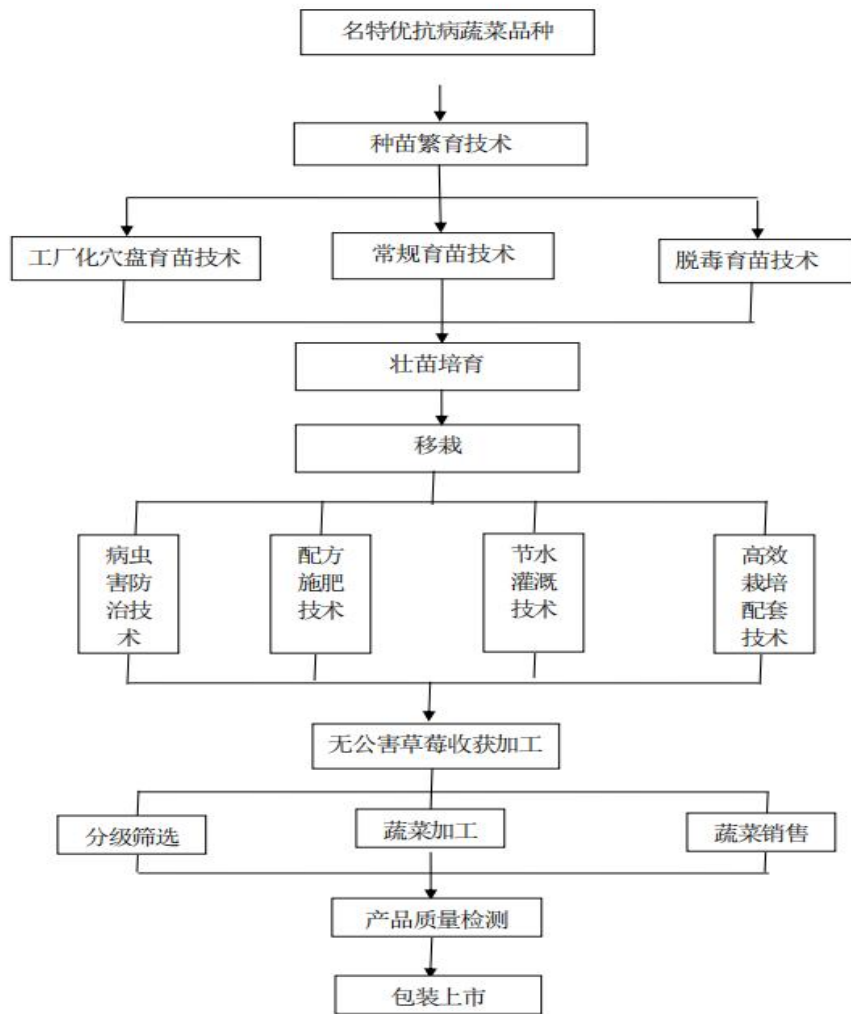 名特优抗病蔬菜品种
种苗繁育技术
工厂化穴盘育苗技术
常规育苗技术
脱毒育苗技术
壮苗培育
移栽
病虫
害防
治技
术
配方
施肥
技术
节水
灌溉
技术
高效
栽培
配套
技术
无公害草莓收获加工
分级筛选
蔬菜加工
蔬菜销售
产品质量检测
包装上市